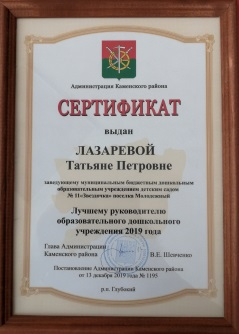 Администрация Каменского района
СЕРТИФИКАТ
выдан
ЛАЗАРЕВОЙ
Татьяне Петровне
заведующему муниципальным бюджетным дошкольным
образовательным учреждением детским садом
№ 11 «Звездочка» поселка Молодежный
Лучшему руководителю
образовательного дошкольного
учреждения 2019 года
Глава Администрации
Каменского района В.Е. Шевченко
Постановление Администрации Каменского района
от 13 декабря 2019 года № 1195
р.п. Глубокий